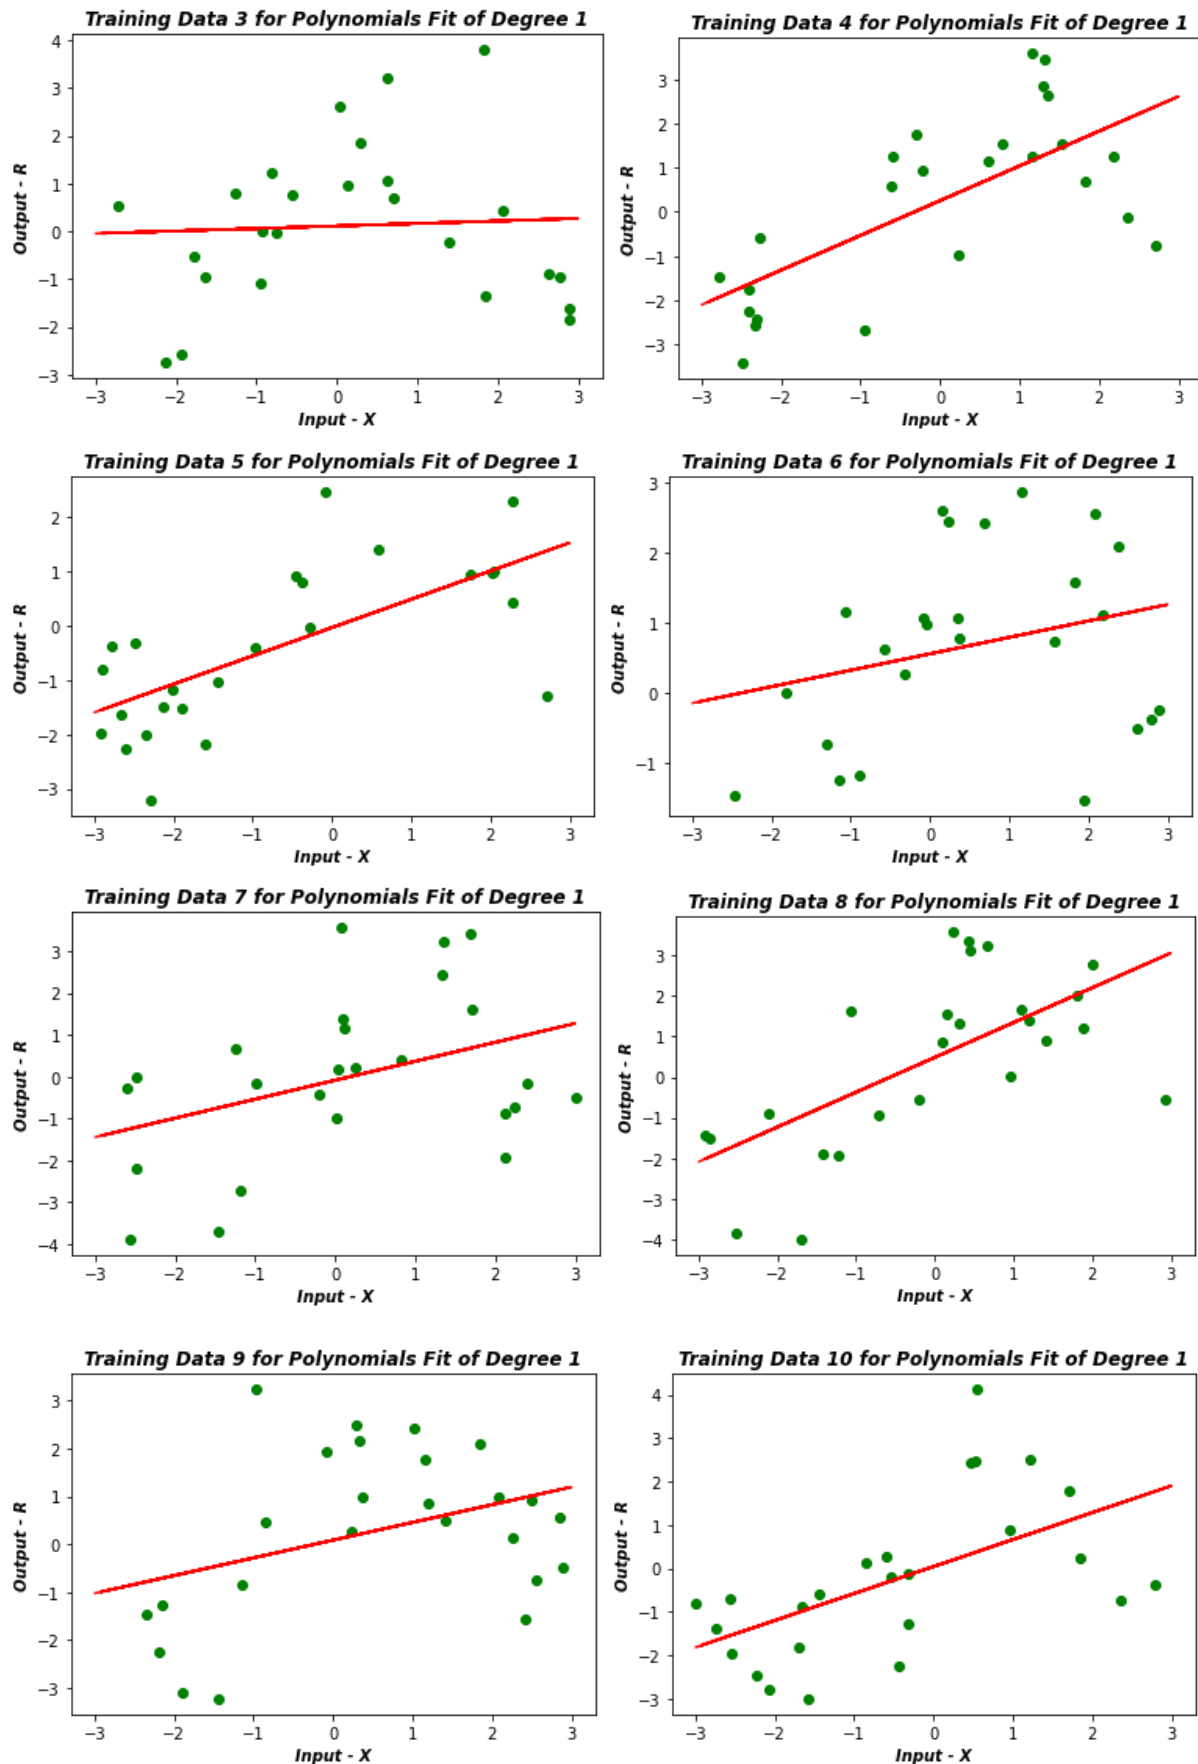 Training Data 3 for Polynomials Fit of Degree 1
4
3
2
1
0
−1
−2
−3
Output - R
−3 −2 −1 0 1 2 3
Input - X
Training Data 4 for Polynomials Fit of Degree 1
3
2
1
0
−1
−2
−3
Output - R
−3 −2 −1 0 1 2 3
Input - X
Training Data 5 for Polynomials Fit of Degree 1
2
1
0
−1
−2
−3
Output - R
−3 −2 −1 0 1 2 3
Input - X
Training Data 6 for Polynomials Fit of Degree 1
3
2
1
0
−1
Output - R
−3 −2 −1 0 1 2 3
Input - X
Training Data 7 for Polynomials Fit of Degree 1
3
2
1
0
−1
−2
−3
−4
Output - R
−3 −2 −1 0 1 2 3
Input - X
Training Data 8 for Polynomials Fit of Degree 1
3
2
1
0
−1
−2
−3
−4
Output - R
−3 −2 −1 0 1 2 3
Input - X
Training Data 9 for Polynomials Fit of Degree 1
3
2
1
0
−1
−2
−3
Output - R
−3 −2 −1 0 1 2 3
Input - X
Training Data 10 for Polynomials Fit of Degree 1
4
3
2
1
0
−1
−2
−3
Output - R
−3 −2 −1 0 1 2 3
Input - X